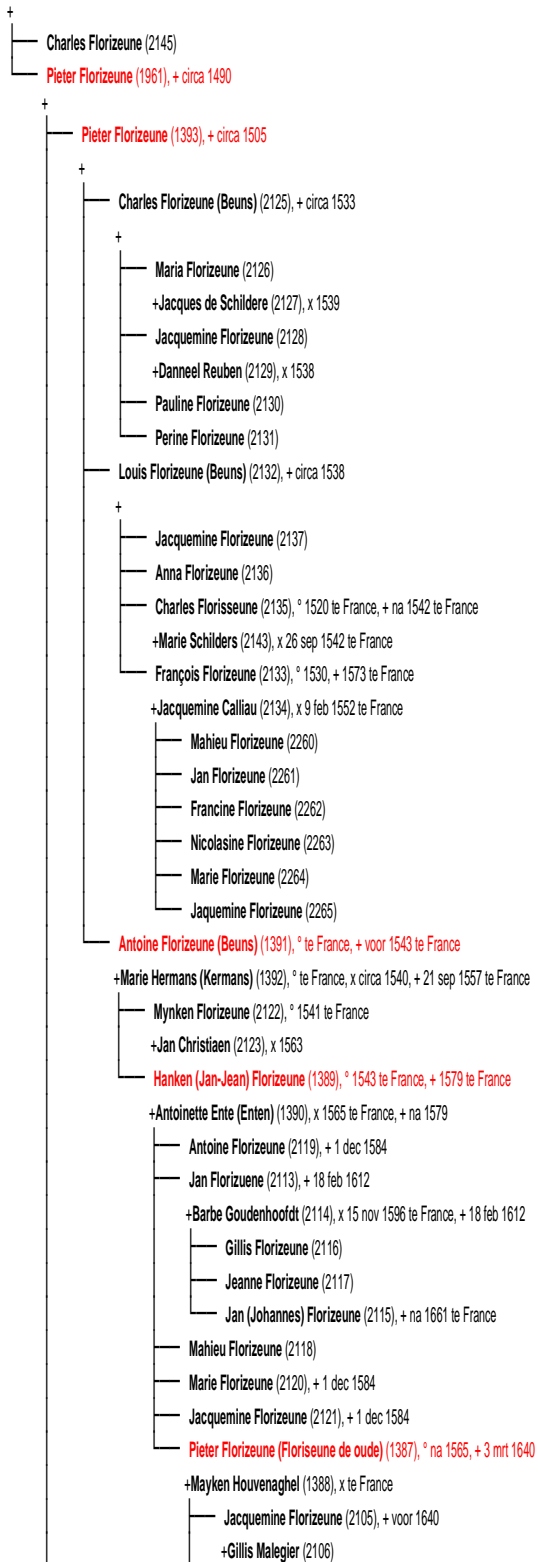 +
Charles Florizeune (2145)
Pieter Florizeune (1961), + circa 1490
+
Pieter Florizeune (1393), + circa 1505
+
Charles Florizeune (Beuns) (2125), + circa 1533
+
Maria Florizeune (2126)
+Jacques de Schildere (2127), x 1539
Jacquemine Florizeune (2128)
+Danneel Reuben (2129), x 1538
Pauline Florizeune (2130)
Perine Florizeune (2131)
Louis Florizeune (Beuns) (2132), + circa 1538
+
Jacquemine Florizeune (2137)
Anna Florizeune (2136)
Charles Florisseune (2135), ° 1520 te France, + na 1542 te France
+Marie Schilders (2143), x 26 sep 1542 te France
François Florizeune (2133), ° 1530, + 1573 te France
+Jacquemine Calliau (2134), x 9 feb 1552 te France
Mahieu Florizeune (2260)
Jan Florizeune (2261)
Francine Florizeune (2262)
Nicolasine Florizeune (2263)
Marie Florizeune (2264)
Jaquemine Florizeune (2265)
Antoine Florizeune (Beuns) (1391), ° te France, + voor 1543 te France
+Marie Hermans (Kermans) (1392), ° te France, x circa 1540, + 21 sep 1557 te France
Mynken Florizeune (2122), ° 1541 te France
+Jan Christiaen (2123), x 1563
Hanken (Jan-Jean) Florizeune (1389), ° 1543 te France, + 1579 te France
+Antoinette Ente (Enten) (1390), x 1565 te France, + na 1579
Antoine Florizeune (2119), + 1 dec 1584
Jan Florizuene (2113), + 18 feb 1612
+Barbe Goudenhoofdt (2114), x 15 nov 1596 te France, + 18 feb 1612
Gillis Florizeune (2116)
Jeanne Florizeune (2117)
Jan (Johannes) Florizeune (2115), + na 1661 te France
Mahieu Florizeune (2118)
Marie Florizeune (2120), + 1 dec 1584
Jacquemine Florizeune (2121), + 1 dec 1584
Pieter Florizeune (Floriseune de oude) (1387), ° na 1565, + 3 mrt 1640
+Mayken Houvenaghel (1388), x te France
Jacquemine Florizeune (2105), + voor 1640
+Gillis Malegier (2106)